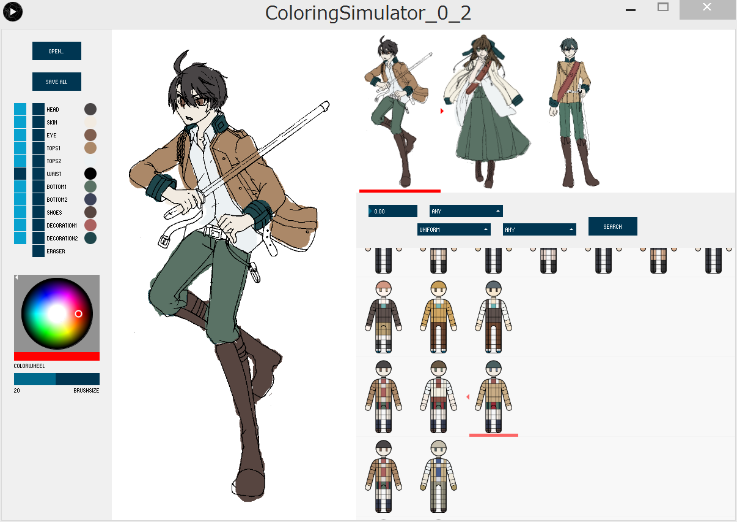 ColoringSimulator_0_2
OPEN..
SAVE ALL
HEAD
SKIN
EYE
TOPS1
TOPS2
WAIST
BOTTOM1
BOTTOM2
SHOES
DECORATION1
DECORATION2
ERASER
COLORWHEEL
20 BRUSHSIZE
0.00 ANY
UNIFORM ANY SEARCH